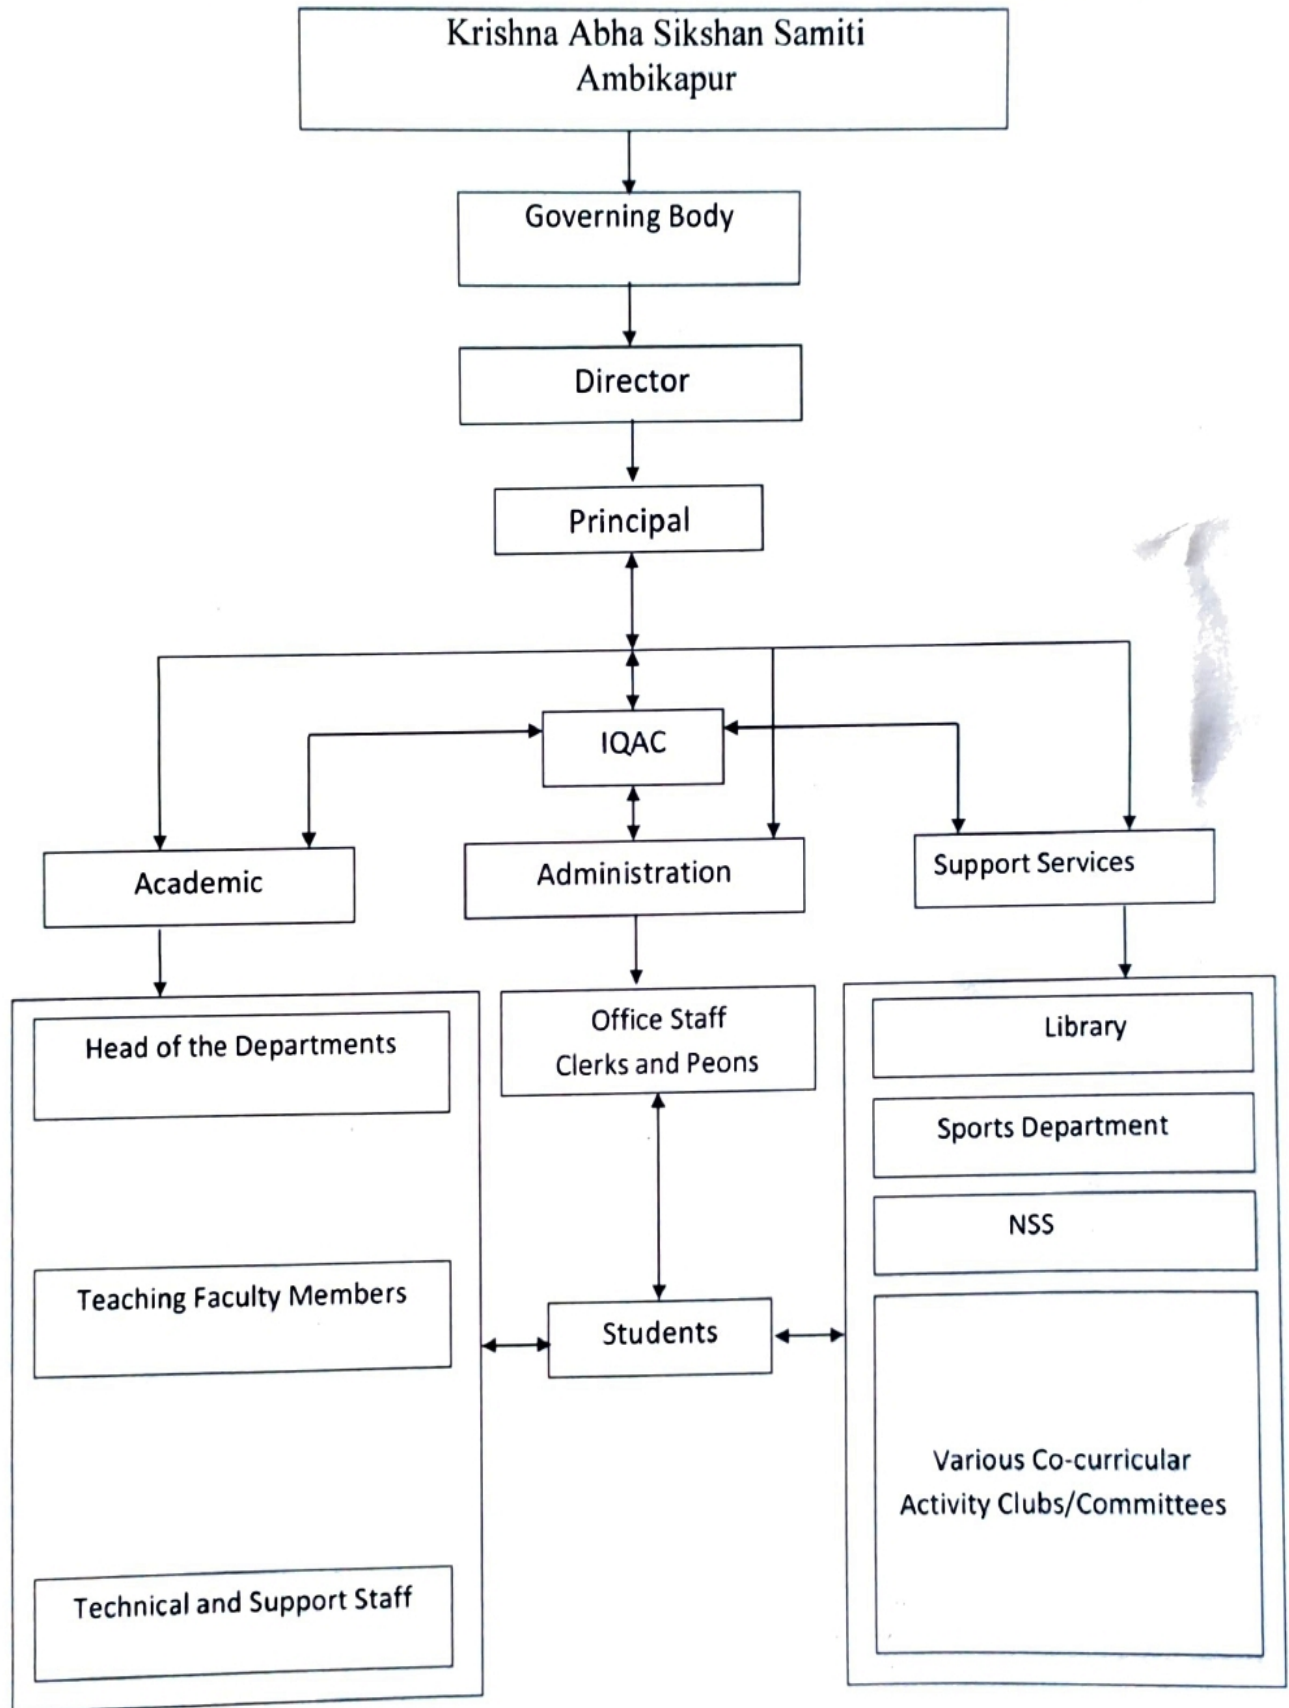 Krishna Abha Sikshan Samiti
Ambikapur
Governing Body
Director
Principal
IQAC
Academic
Administration
Support Services
Head of the Departments
Teaching Faculty Members
Technical and Support Staff
Office Staff
Clerks and Peons
Students
Library
Sports Department
NSS
Various Co-curricular
Activity Clubs/Committees